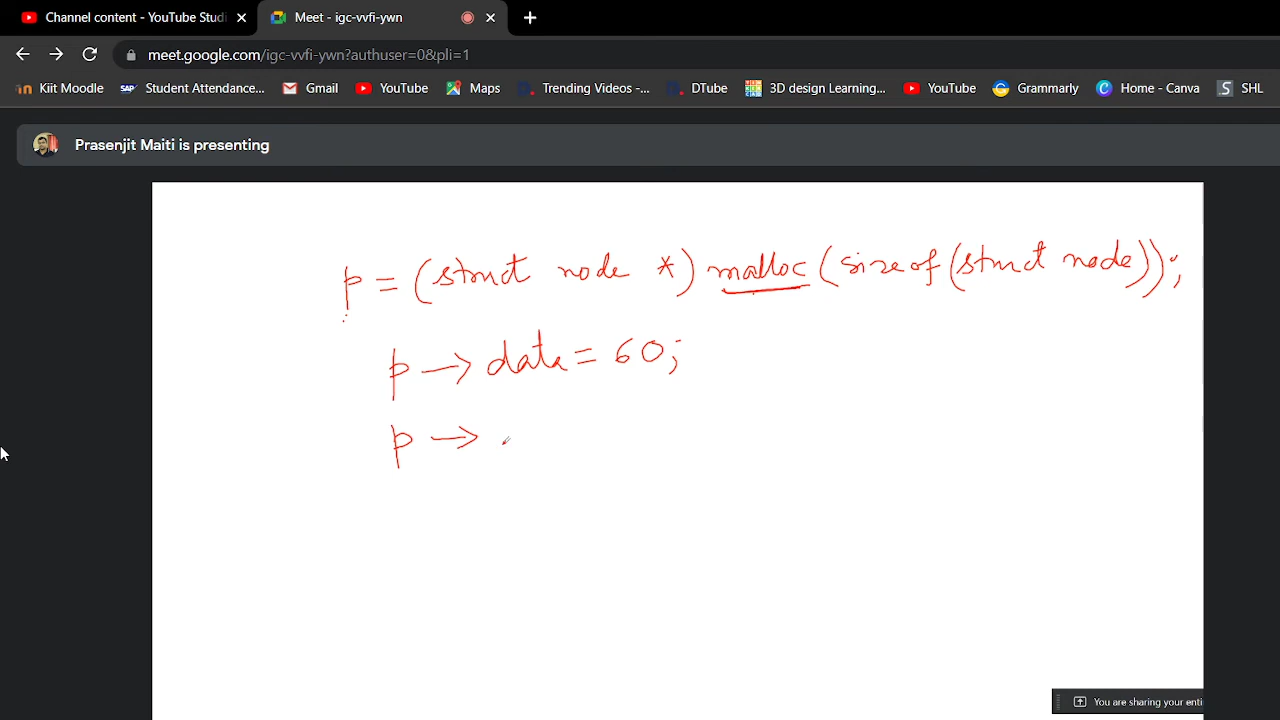 Channel content - YouTube Studi
Meet - igc-vvfi-ywn
meet.google.com/igc-vvfi-ywn?authuser=0&pli=1
Kiit Moodle SAP Student Attendance... Gmail YouTube Maps Trending Videos -... DTube 3D design Learning... YouTube Grammarly C Home - Canva S SHL
Prasenjit Maiti is presenting
p = (struct node *) malloc (sizeof (struct node));
p → data = 60;
p →
You are sharing your enti